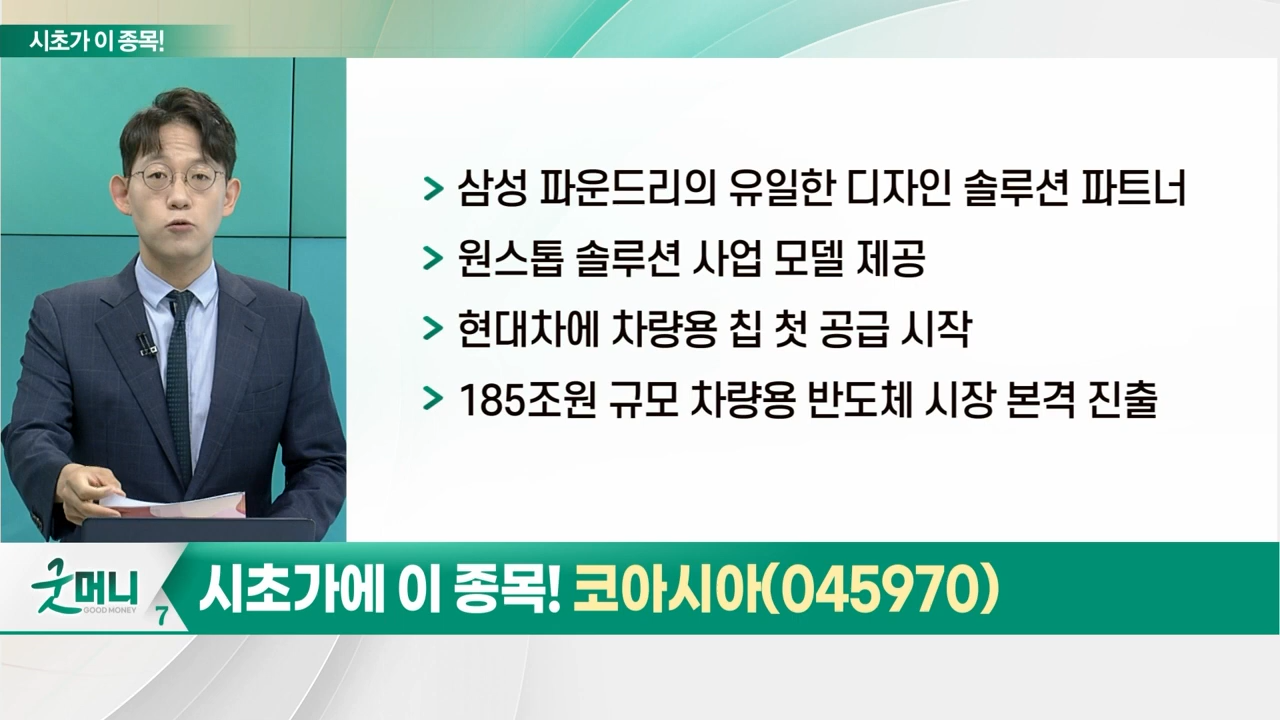 시초가 이 종목!
> 삼성 파운드리의 유일한 디자인 솔루션 파트너
> 원스톱 솔루션 사업 모델 제공
> 현대차에 차량용 칩 첫 공급 시작
> 185조원 규모 차량용 반도체 시장 본격 진출
굿머니
GOOD MONEY
7
시초가에 이 종목! 코아시아(045970)